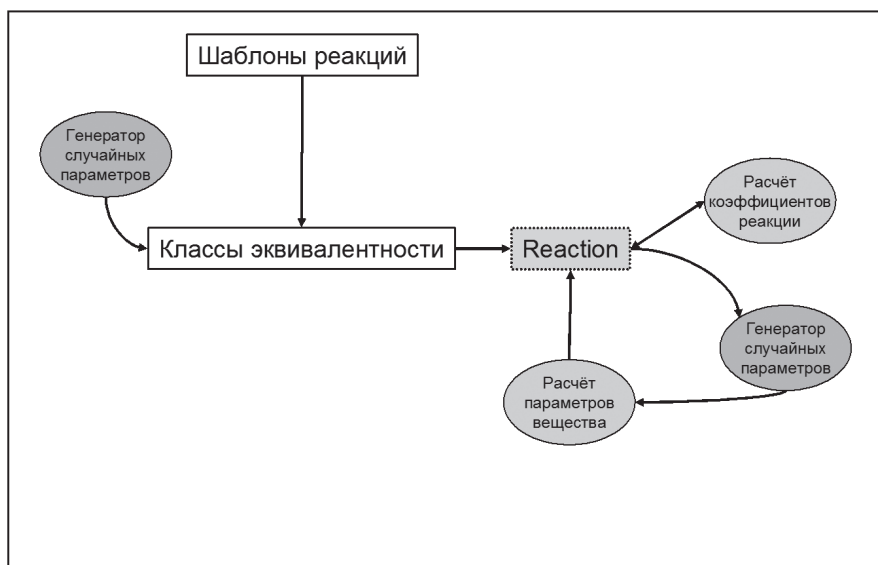 Шаблоны реакций
Генератор
случайных
параметров
Классы эквивалентности
Reaction
Расчёт
коэффициентов
реакции
Генератор
случайных
параметров
Расчёт
параметров
вещества